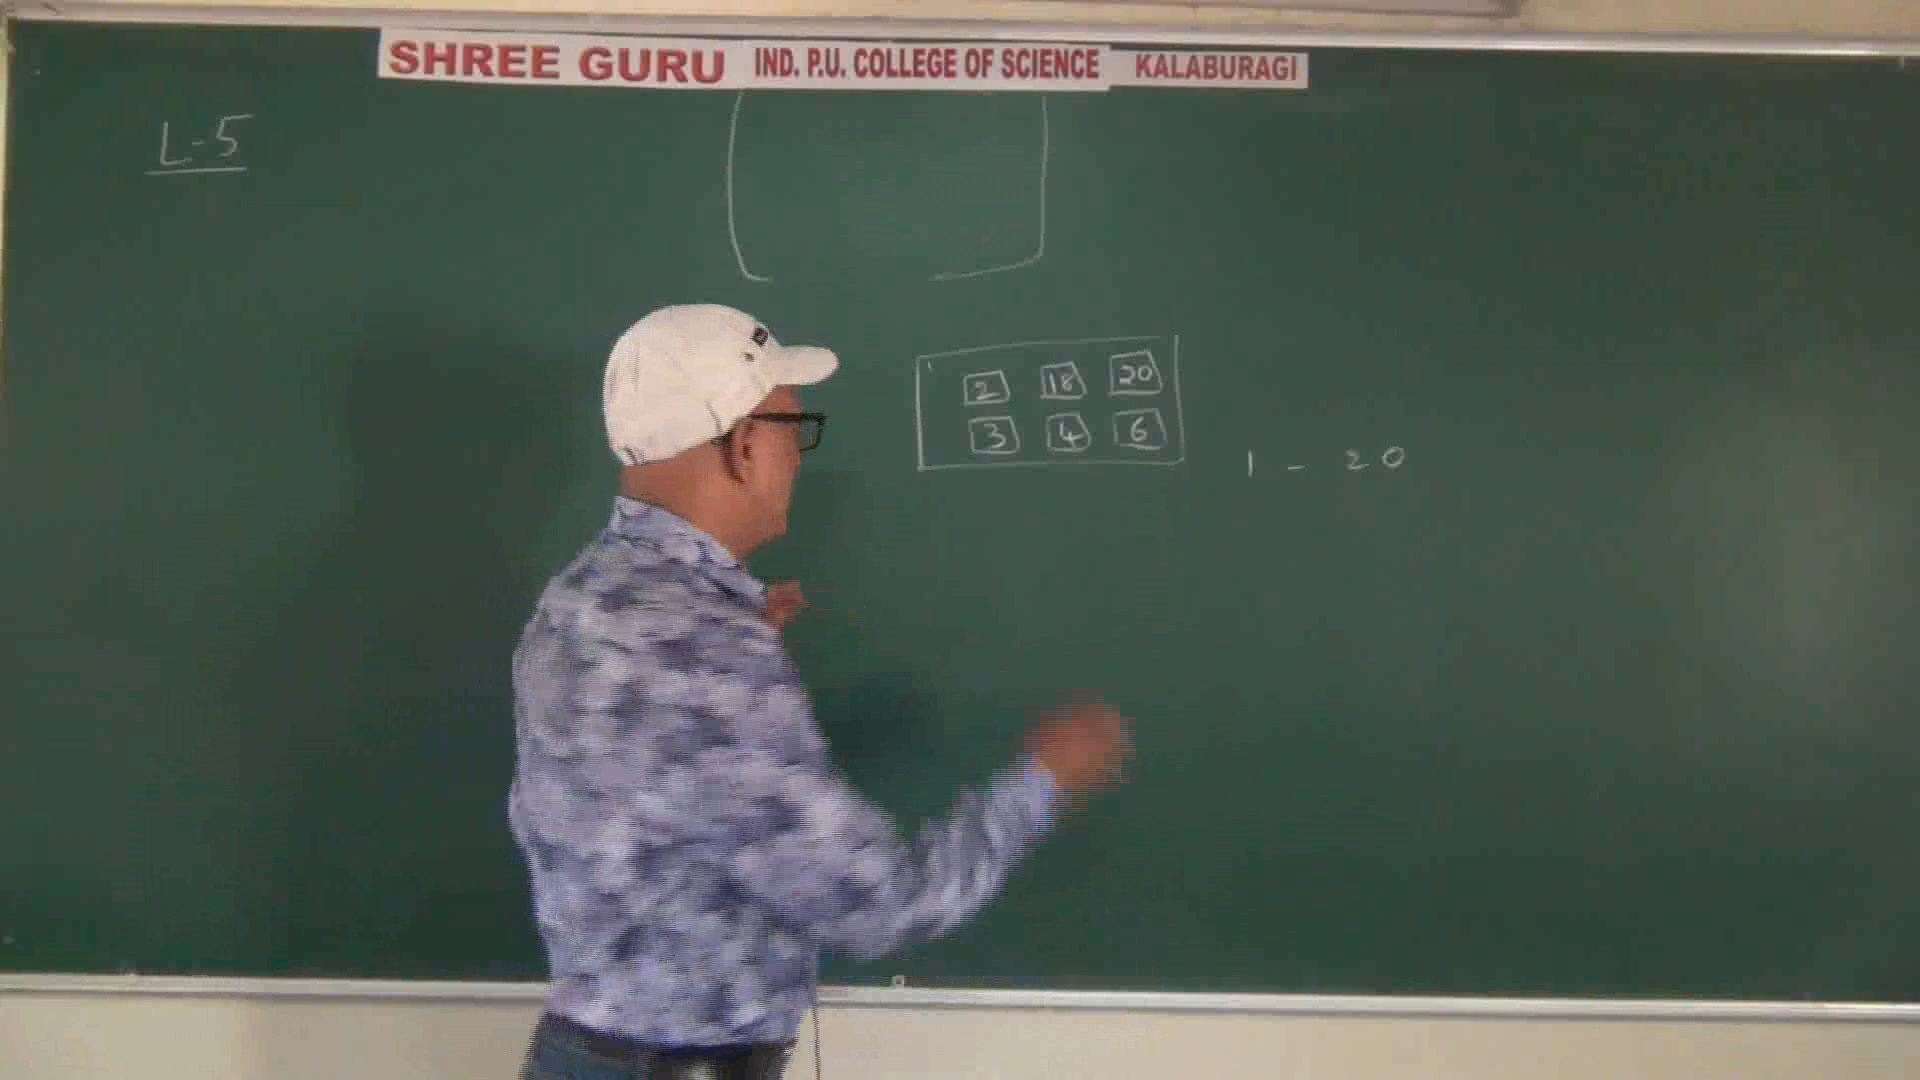 SHREE GURU IND. P.U. COLLEGE OF SCIENCE KALABURAGI
L-5
2 18 20
3 4 6
1 - 20